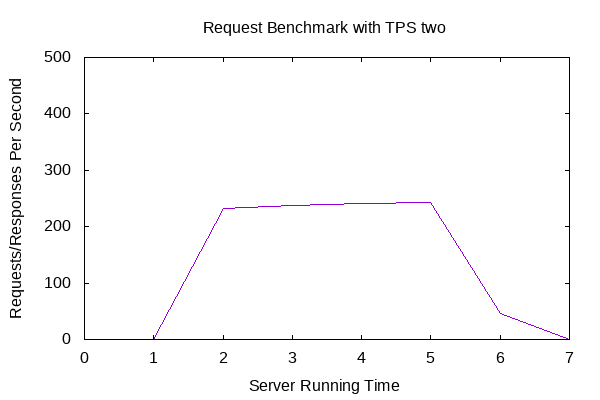 Request Benchmark with TPS two
500
400
300
200
100
0
Requests/Responses Per Second
0 1 2 3 4 5 6 7
Server Running Time